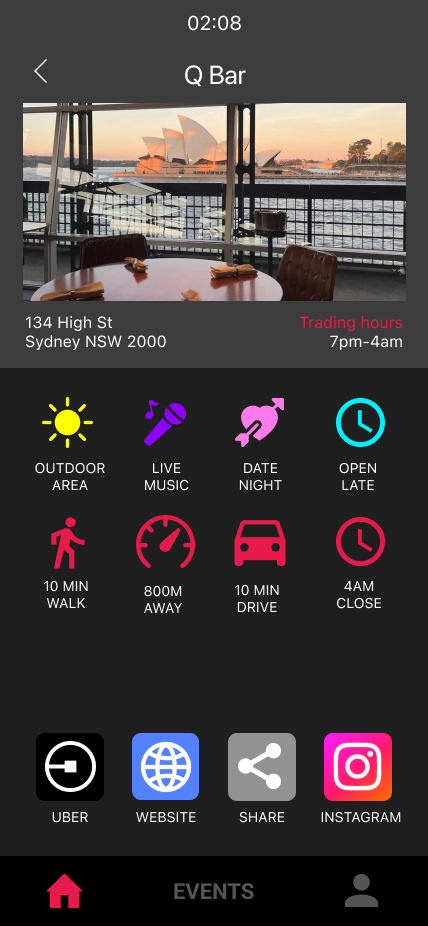 02:08
Q Bar
134 High St
Sydney NSW 2000
Trading hours
7pm-4am
OUTDOOR
AREA
LIVE
MUSIC
DATE
NIGHT
OPEN
LATE
10 MIN
WALK
800M
AWAY
10 MIN
DRIVE
4AM
CLOSE
UBER
WEBSITE
SHARE
INSTAGRAM
EVENTS